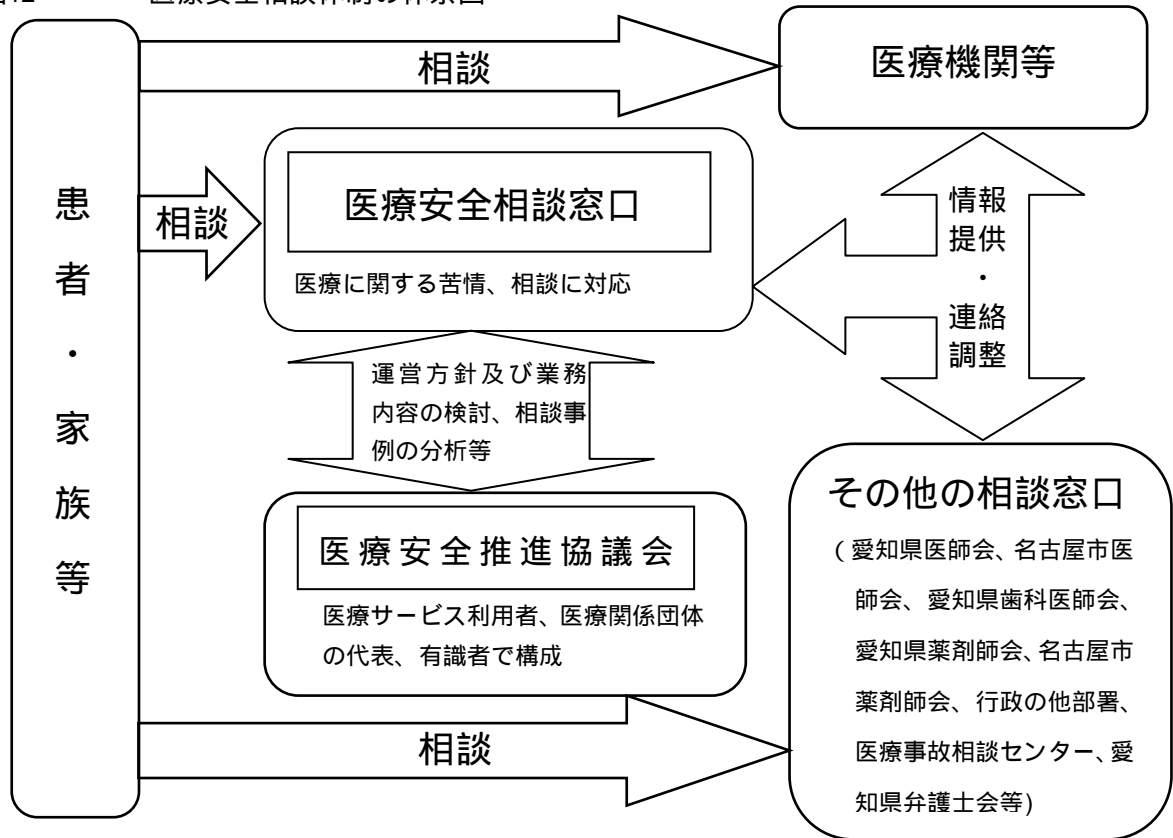 医療安全相談体制の体系図
相談
医療機関等
患者・家族等
相談
医療安全相談窓口
医療に関する苦情、相談に対応
情報
提供
・
連絡
調整
運営方針及び業務
内容の検討、相談事
例の分析等
医療安全推進協議会
医療サービス利用者、医療関係団体
の代表、有識者で構成
その他の相談窓口
(愛知県医師会、名古屋市医
師会、愛知県歯科医師会、
愛知県薬剤師会、名古屋市
薬剤師会、行政の他部署、
医療事故相談センター、愛
知県弁護士会等)
相談